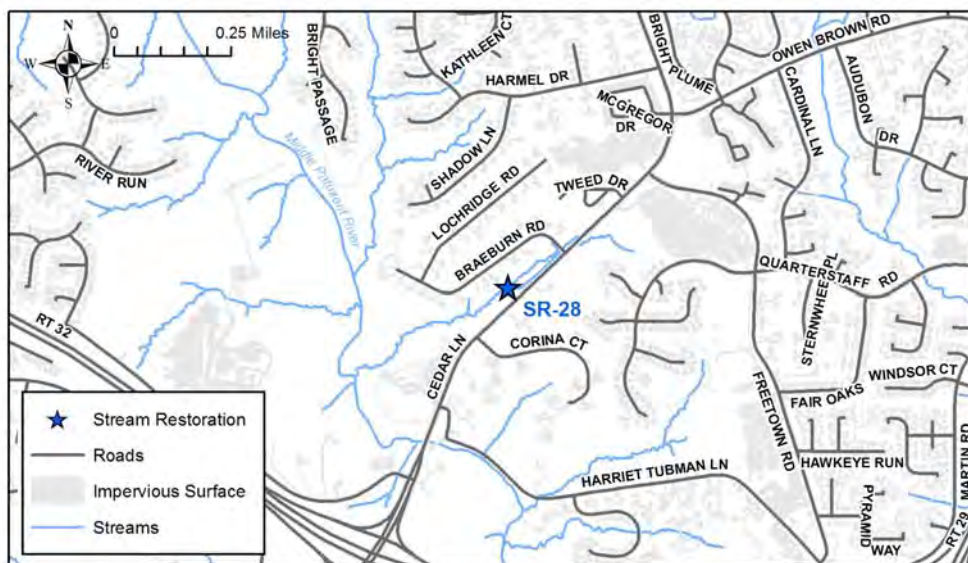 N
W E
S
0 0.25 Miles
BRIGHT PASSAGE
KATHLEEN CT
HARMEL DR
BRIGHT PLUME
OWEN BROWN RD
MCGREGOR
DR
CARDINAL LN
AUDUBON
DR
RIVER RUN
Middle Patuxent River
SHADOW LN
LOCHRIDGE RD
TWEED DR
BRAEBURN RD
QUARTERSTAFF RD
STERNWHEEL PL
SR-28
RT 32
CEDAR LN
CORINA CT
FREETOWN RD
FAIR OAKS
WINDSOR CT
MARTIN RD
HARRIET TUBMAN LN
HAWKEYE RUN
PYRAMID
WAY
RT 29
Stream Restoration
Roads
Impervious Surface
Streams